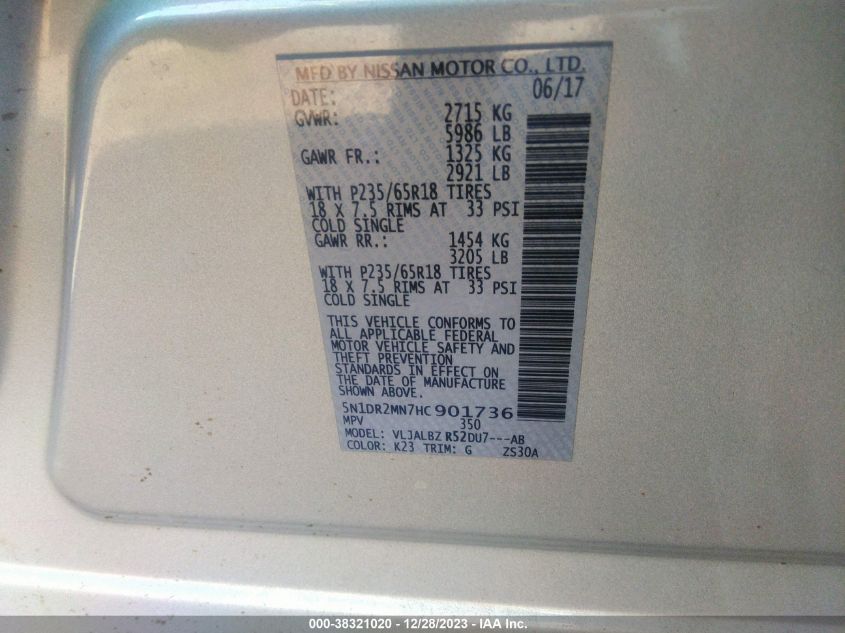 MFD BY NISSAN MOTOR CO., LTD.
DATE: 06/17
GVWR: 2715 KG
5986 LB
GAWR FR.: 1325 KG
2921 LB
WITH P235/65R18 TIRES
18 X 7.5 RIMS AT 33 PSI
COLD SINGLE
GAWR RR.: 1454 KG
3205 LB
WITH P235/65R18 TIRES
18 X 7.5 RIMS AT 33 PSI
COLD SINGLE
THIS VEHICLE CONFORMS TO
ALL APPLICABLE FEDERAL
MOTOR VEHICLE SAFETY AND
THEFT PREVENTION
STANDARDS IN EFFECT ON
THE DATE OF MANUFACTURE
SHOWN ABOVE.
5N1DR2MN7HC 901736
MPV 350
MODEL: VLJALBZ R52DU7---AB
COLOR: K23 TRIM: G ZS30A
000-38321020 - 12/28/2023 - IAA Inc.